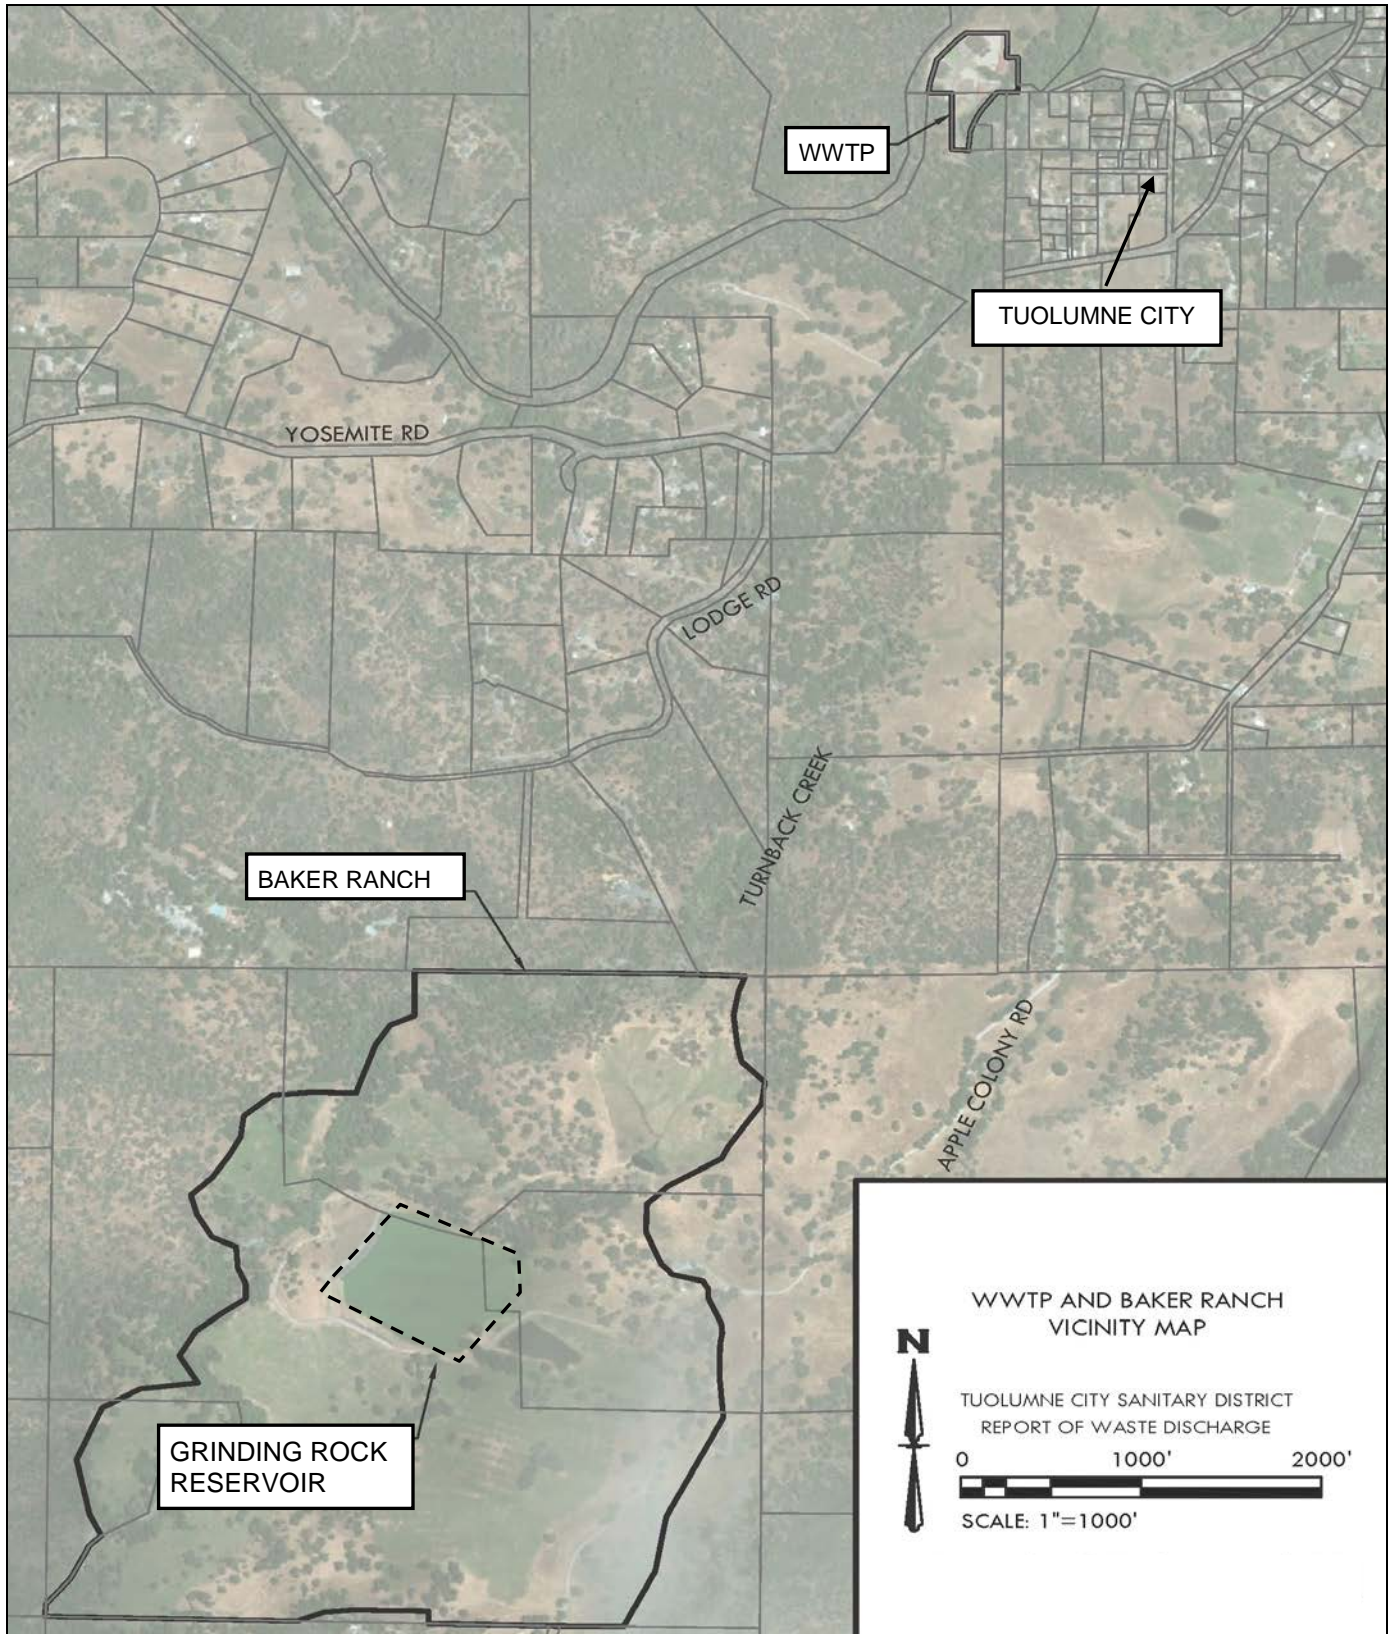 WWTP
TUOLUMNE CITY
YOSEMITE RD
LODGE RD
TURNBACK CREEK
BAKER RANCH
APPLE COLONY RD
GRINDING ROCK
RESERVOIR
WWTP AND BAKER RANCH
VICINITY MAP
N
TUOLUMNE CITY SANITARY DISTRICT
REPORT OF WASTE DISCHARGE
0 1000' 2000'
SCALE: 1"=1000'